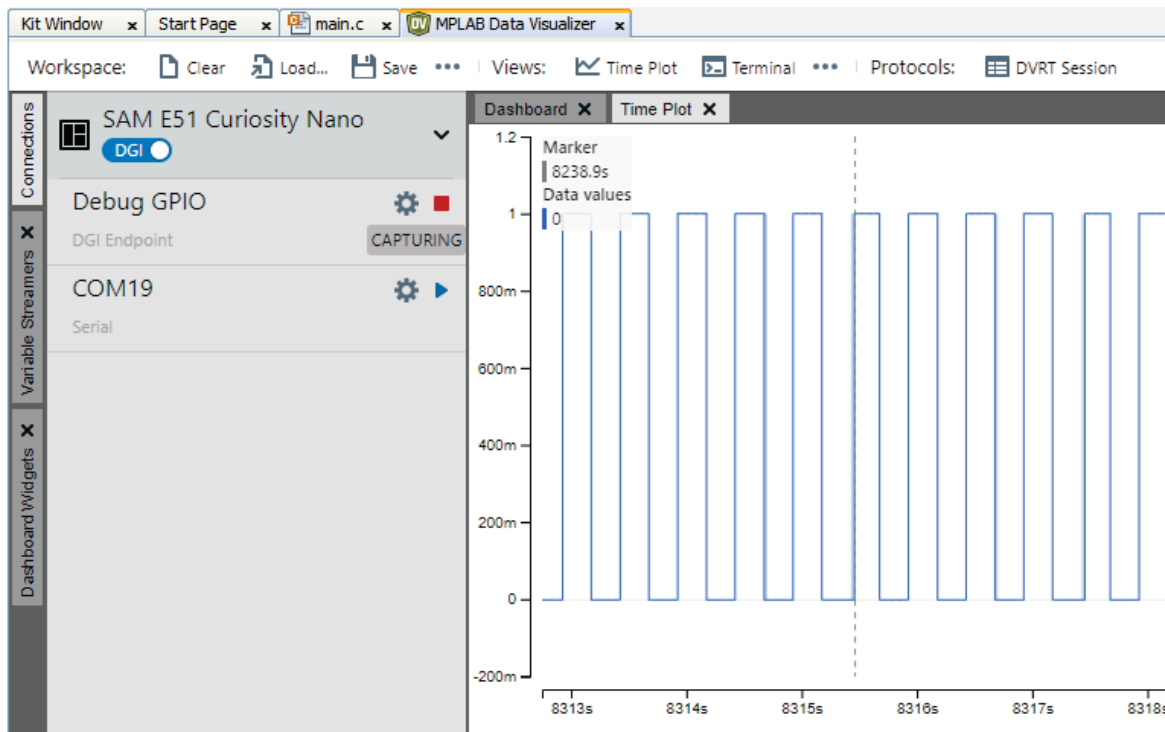 Kit Window x Start Page x main.c x MPLAB Data Visualizer x
Workspace: Clear Load... Save ••• Views: Time Plot Terminal ••• Protocols: DVRT Session
Connections
Variable Streamers
Dashboard Widgets
SAM E51 Curiosity Nano
DGI
Debug GPIO
DGI Endpoint
CAPTURING
COM19
Serial
Dashboard Time Plot
1.2
1
800m
600m
400m
200m
0
-200m
Marker
8238.9s
Data values
0
8313s 8314s 8315s 8316s 8317s 8318s